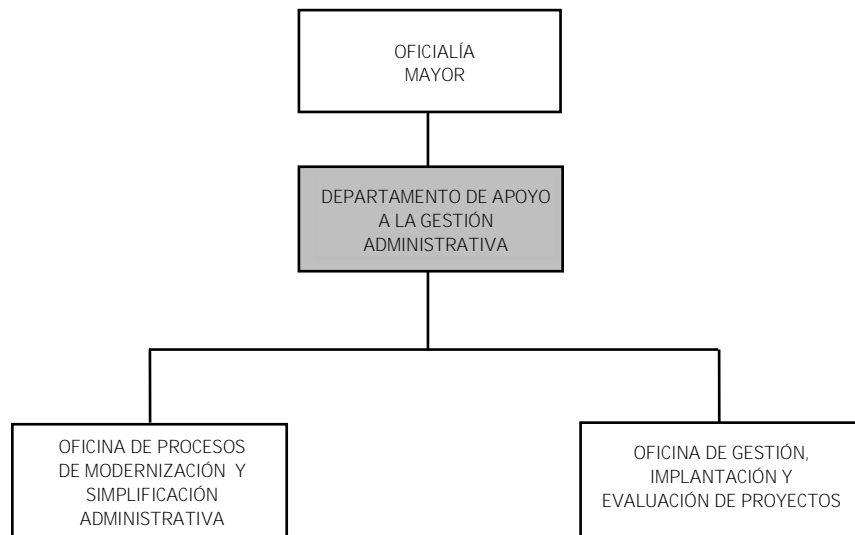 OFICIALÍA
MAYOR
DEPARTAMENTO DE APOYO
A LA GESTIÓN
ADMINISTRATIVA
OFICINA DE PROCESOS
DE MODERNIZACIÓN Y
SIMPLIFICACIÓN
ADMINISTRATIVA
OFICINA DE GESTIÓN,
IMPLANTACIÓN Y
EVALUACIÓN DE PROYECTOS